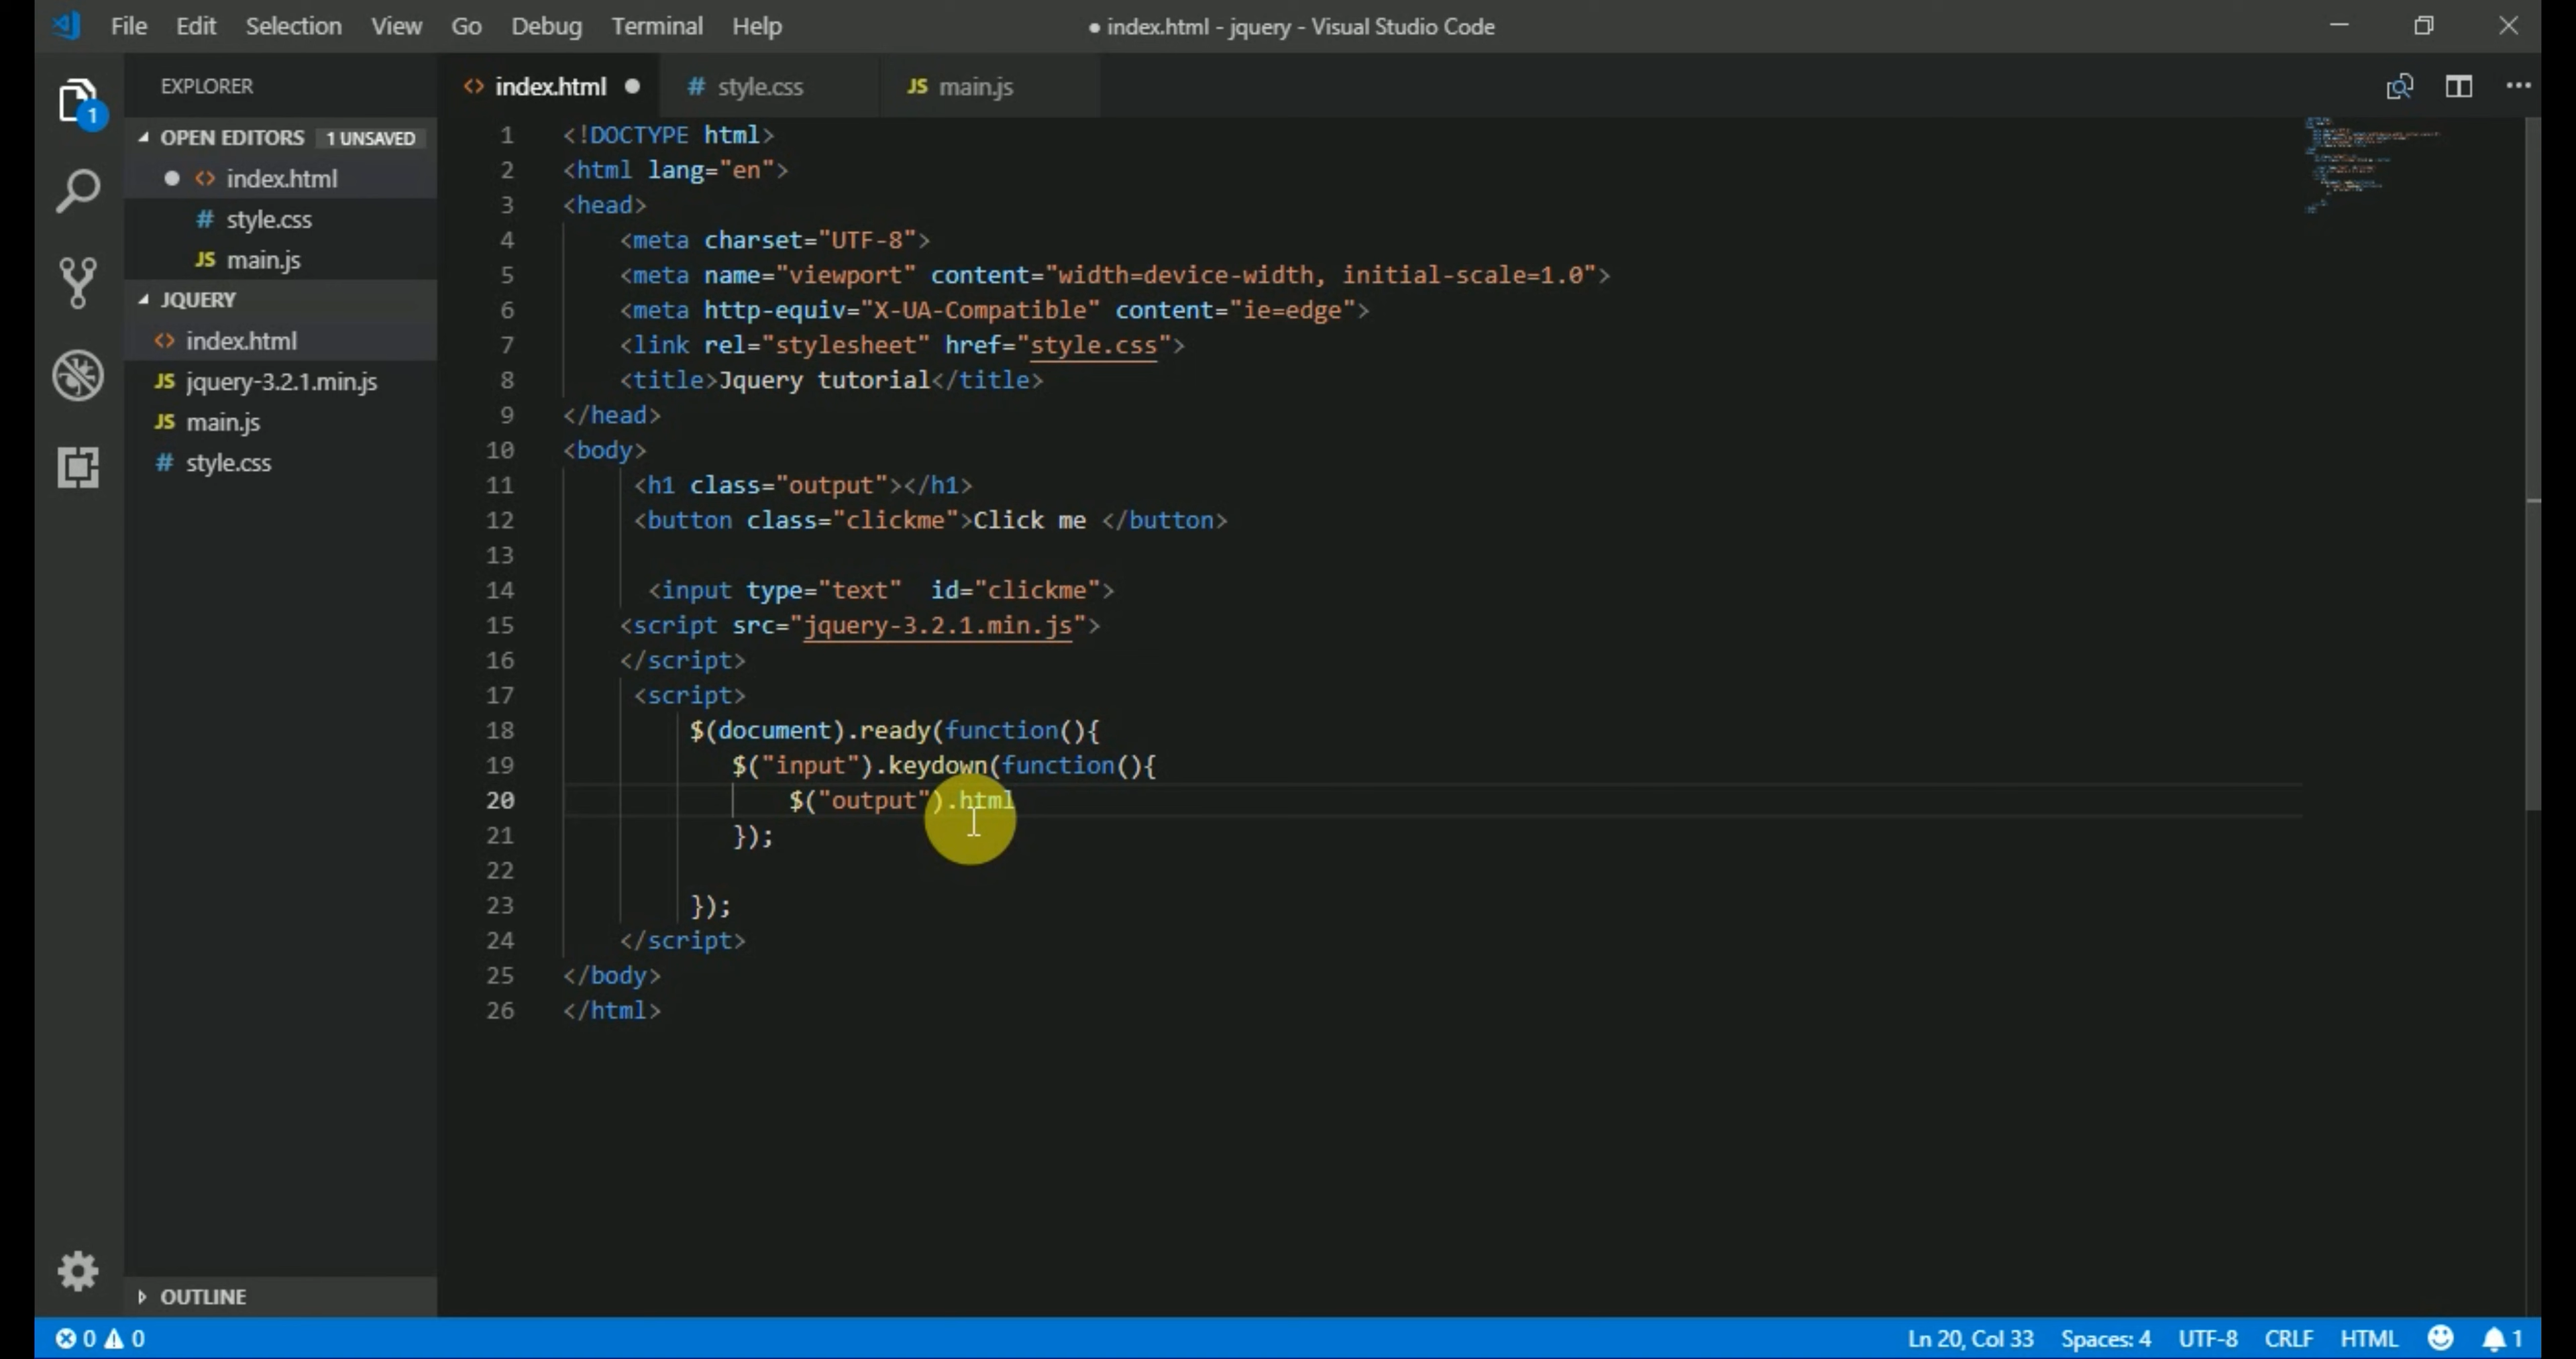 File Edit Selection View Go Debug Terminal Help
● index.html - jquery - Visual Studio Code
EXPLORER
OPEN EDITORS 1 UNSAVED
index.html
# style.css
JS main.js
JQUERY
index.html
JS jquery-3.2.1.min.js
JS main.js
# style.css
OUTLINE
1
<> index.html ● # style.css JS main.js
1 <!DOCTYPE html>
2 <html lang="en">
3 <head>
4 <meta charset="UTF-8">
5 <meta name="viewport" content="width=device-width, initial-scale=1.0">
6 <meta http-equiv="X-UA-Compatible" content="ie=edge">
7 <link rel="stylesheet" href="style.css">
8 <title>Jquery tutorial</title>
9 </head>
10 <body>
11 <h1 class="output"></h1>
12 <button class="clickme">Click me </button>
13
14 <input type="text"  id="clickme">
15 <script src="jquery-3.2.1.min.js">
16 </script>
17 <script>
18 $(document).ready(function(){
19 $("input").keydown(function(){
20 $("output").html
21 });
22
23 });
24 </script>
25 </body>
26 </html>
0 0
Ln 20, Col 33 Spaces: 4 UTF-8 CRLF HTML 1